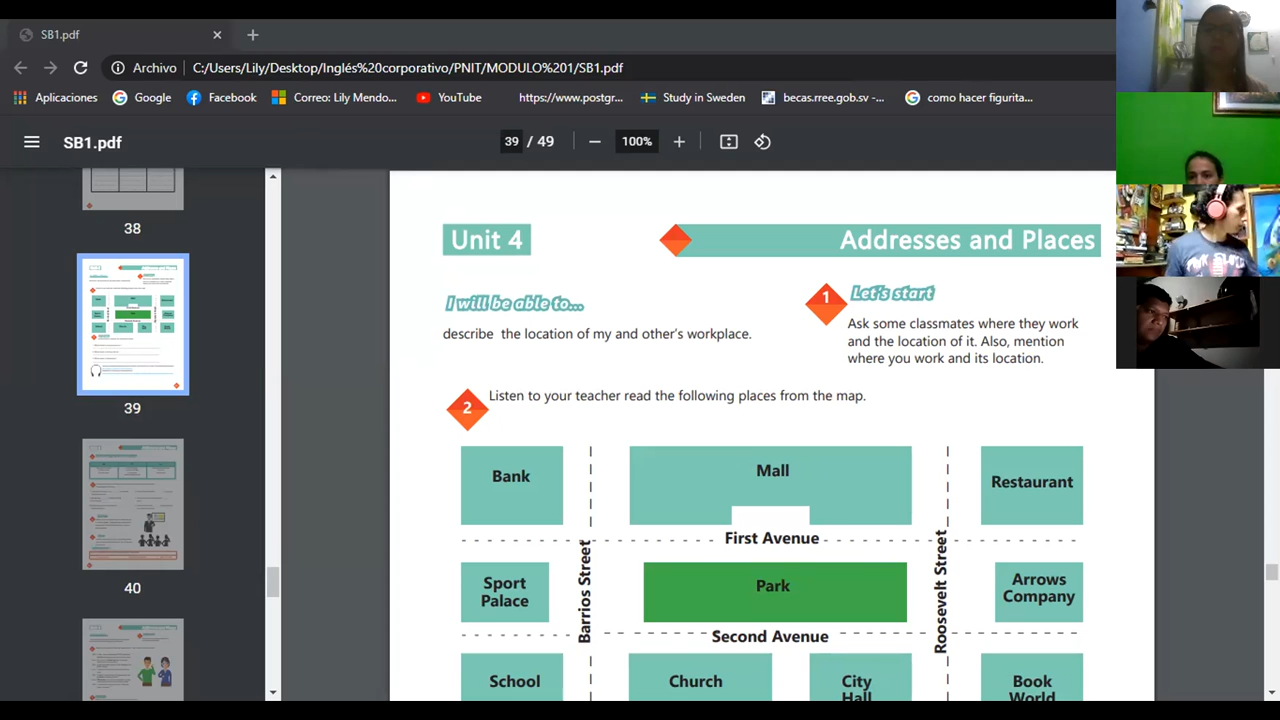 SB1.pdf
Archivo
C:/Users/Lily/Desktop/Inglés%20corporativo/PNIT/MODULO%201/SB1.pdf
Aplicaciones
Google
Facebook
Correo: Lily Mendo...
YouTube
https://www.postgr...
Study in Sweden
becas.rree.gob.sv -...
como hacer figurita...
SB1.pdf
39 / 49
100%
38
39
40
Unit 4
Addresses and Places
I will be able to...
describe the location of my and other's workplace.
1
Let's start
Ask some classmates where they work
and the location of it. Also, mention
where you work and its location.
2
Listen to your teacher read the following places from the map.
Bank
Mall
Restaurant
First Avenue
Barrios Street
Roosevelt Street
Sport
Palace
Park
Arrows
Company
Second Avenue
School
Church
City
Hall
Book
World